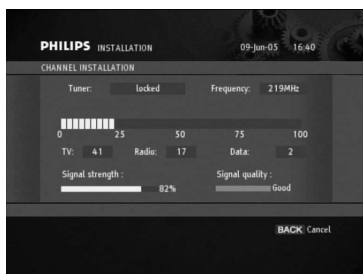 PHILIPS INSTALLATION 09-Jun-05 16:40
CHANNEL INSTALLATION
Tuner: locked Frequency: 219MHz
0 25 50 75 100
TV: 41 Radio: 17 Data: 2
Signal strength : Signal quality :
82% Good
BACK Cancel